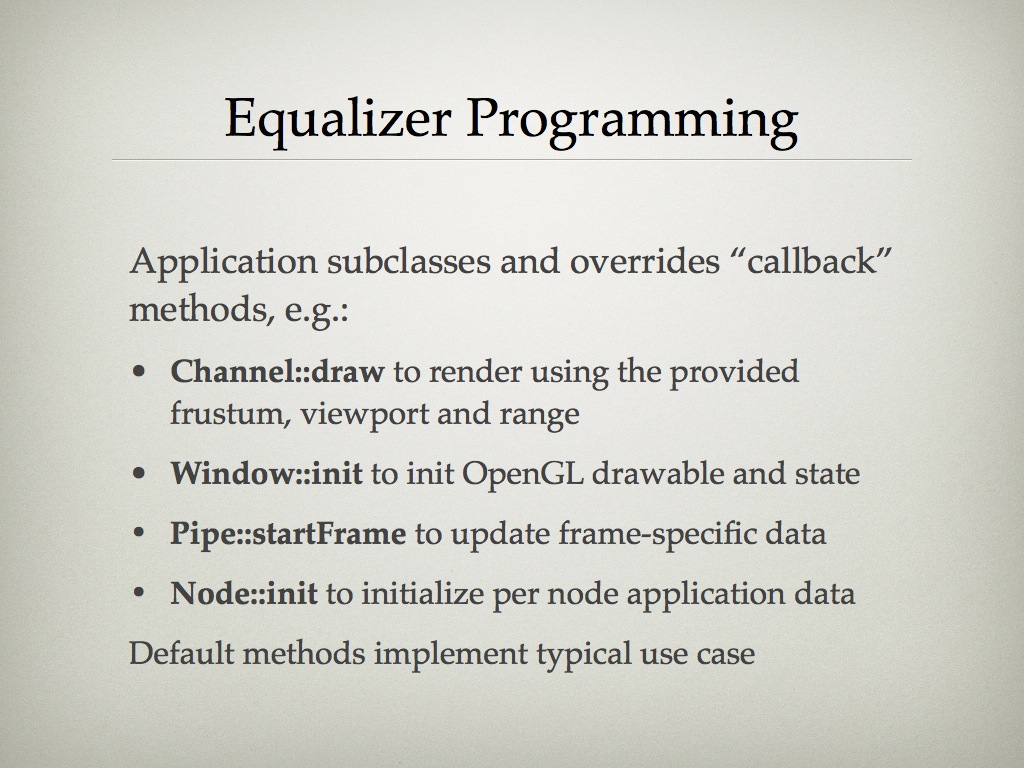 Equalizer Programming
Application subclasses and overrides “callback”
methods, e.g.:
• Channel::draw to render using the provided
frustum, viewport and range
• Window::init to init OpenGL drawable and state
• Pipe::startFrame to update frame-specific data
• Node::init to initialize per node application data
Default methods implement typical use case